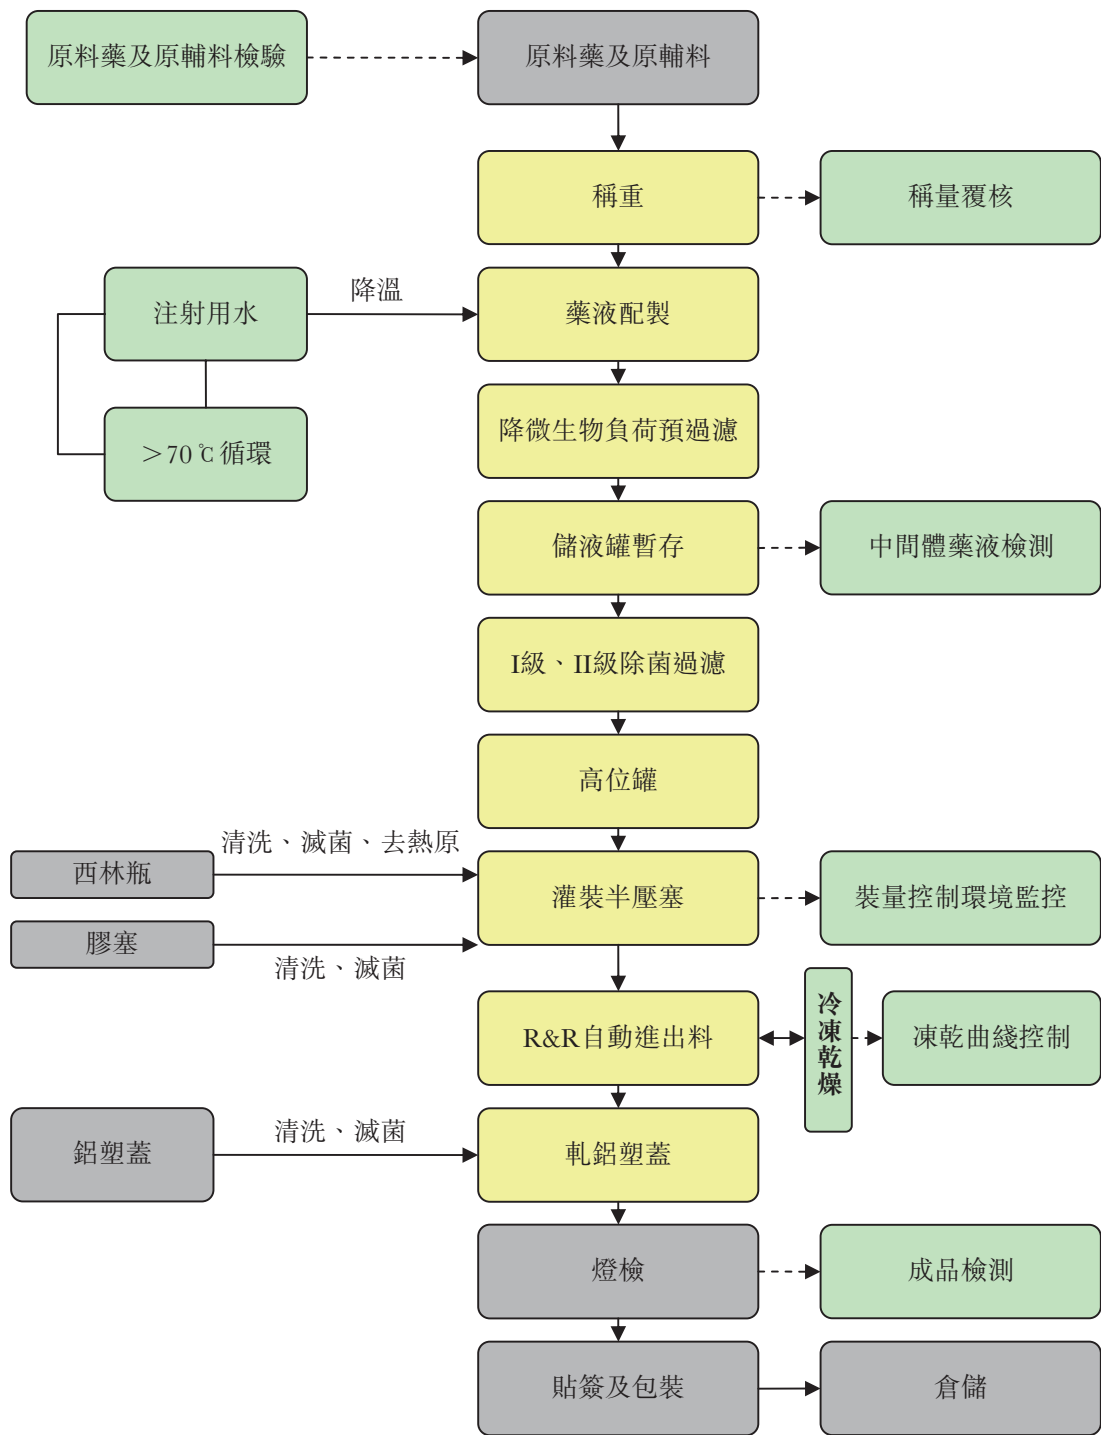 原料藥及原輔料檢驗
原料藥及原輔料
稱重
稱量覆核
注射用水
降溫
藥液配製
>70℃循環
降微生物負荷預過濾
儲液罐暫存
中間體藥液檢測
I級、II級除菌過濾
高位罐
西林瓶
清洗、滅菌、去熱原
灌裝半壓塞
裝量控制環境監控
膠塞
清洗、滅菌
R&R自動進出料
冷凍乾燥
凍乾曲綫控制
鋁塑蓋
清洗、滅菌
軋鋁塑蓋
燈檢
成品檢測
貼簽及包裝
倉儲